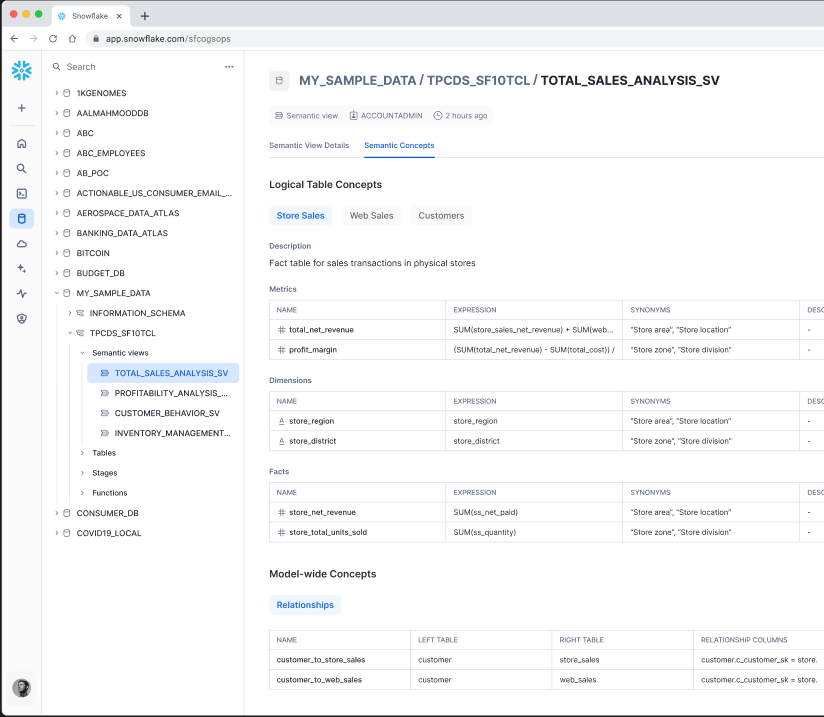 Snowflake
app.snowflake.com/sfcogsops
Search
1KGENOMES
AALMAHMOODDB
ABC
ABC_EMPLOYEES
AB_POC
ACTIONABLE_US_CONSUMER_EMAIL_...
AEROSPACE_DATA_ATLAS
BANKING_DATA_ATLAS
BITCOIN
BUDGET_DB
MY_SAMPLE_DATA
INFORMATION_SCHEMA
TPCDS_SF10TCL
Semantic views
TOTAL_SALES_ANALYSIS_SV
PROFITABILITY_ANALYSIS_...
CUSTOMER_BEHAVIOR_SV
INVENTORY_MANAGEMENT...
Tables
Stages
Functions
CONSUMER_DB
COVID19_LOCAL
MY_SAMPLE_DATA / TPCDS_SF10TCL / TOTAL_SALES_ANALYSIS_SV
Semantic view ACCOUNTADMIN 2 hours ago
Semantic View Details Semantic Concepts
Logical Table Concepts
Store Sales Web Sales Customers
Description
Fact table for sales transactions in physical stores
Metrics
NAME EXPRESSION SYNONYMS DESC
total_net_revenue SUM(store_sales_net_revenue) + SUM(web... "Store area", "Store location" -
profit_margin (SUM(total_net_revenue) - SUM(total_cost)) / "Store zone", "Store division" -
Dimensions
NAME EXPRESSION SYNONYMS DESC
store_region store_region "Store area", "Store location" -
store_district store_district "Store zone", "Store division" -
Facts
NAME EXPRESSION SYNONYMS DESC
store_net_revenue SUM(ss_net_paid) "Store area", "Store location" -
store_total_units_sold SUM(ss_quantity) "Store zone", "Store division" -
Model-wide Concepts
Relationships
NAME LEFT TABLE RIGHT TABLE RELATIONSHIP COLUMNS
customer_to_store_sales customer store_sales customer.c_customer_sk = store.
customer_to_web_sales customer web_sales customer.c_customer_sk = store.